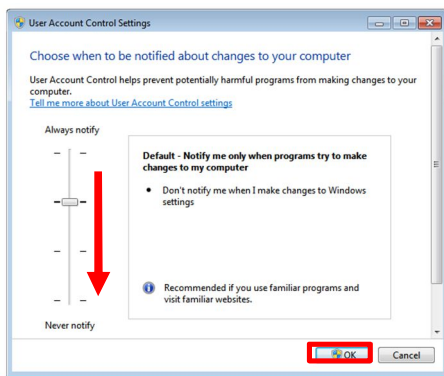 User Account Control Settings
Choose when to be notified about changes to your computer
User Account Control helps prevent potentially harmful programs from making changes to your
computer.
Tell me more about User Account Control settings
Always notify
Default - Notify me only when programs try to make
changes to my computer
• Don't notify me when I make changes to Windows
settings
Recommended if you use familiar programs and
visit familiar websites.
Never notify
OK
Cancel